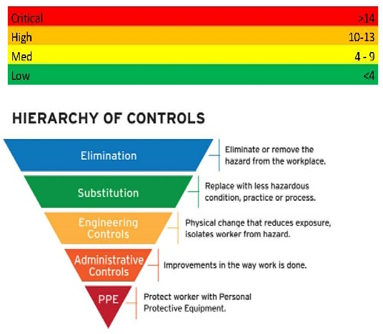 Critical >14
High 10-13
Med 4 - 9
Low <4
HIERARCHY OF CONTROLS
Elimination
Eliminate or remove the
hazard from the workplace.
Substitution
Replace with less hazardous
condition, practice or process.
Engineering
Controls
Physical change that reduces exposure,
isolates worker from hazard.
Administrative
Controls
Improvements in the way work is done.
PPE
Protect worker with Personal
Protective Equipment.